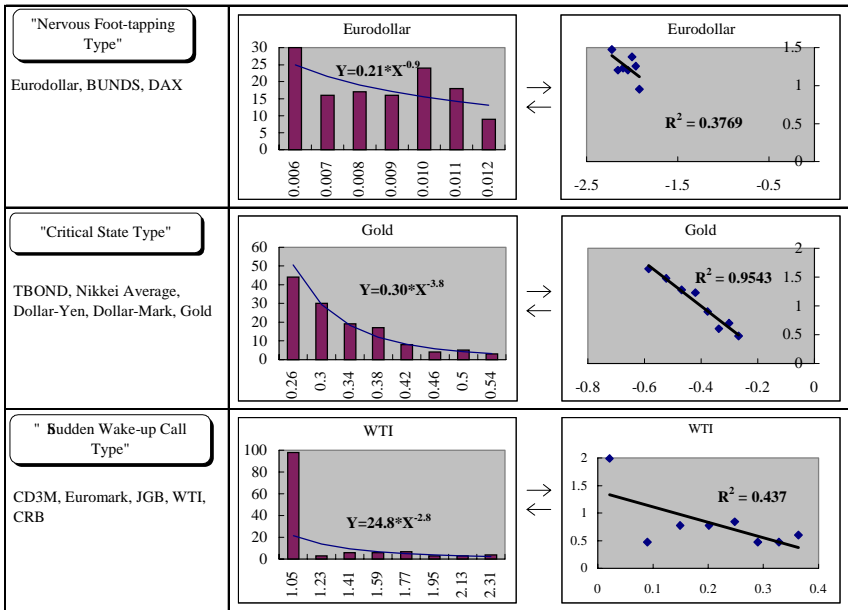 "Nervous Foot-tapping
Type"
Eurodollar, BUNDS, DAX
Eurodollar
30
25
20
15
10
5
0
Y=0.21*X^-0.9
0.006 0.007 0.008 0.009 0.010 0.011 0.012
Eurodollar
1.5
1
0.5
0
R^2 = 0.3769
-2.5 -1.5 -0.5
"Critical State Type"
TBOND, Nikkei Average,
Dollar-Yen, Dollar-Mark, Gold
Gold
60
50
40
30
20
10
0
Y=0.30*X^-3.8
0.26 0.3 0.34 0.38 0.42 0.46 0.5 0.54
Gold
2
1.5
1
0.5
0
R^2 = 0.9543
-0.8 -0.6 -0.4 -0.2 0
"Sudden Wake-up Call
Type"
CD3M, Euromark, JGB, WTI,
CRB
WTI
100
80
60
40
20
0
Y=24.8*X^-2.8
1.05 1.23 1.41 1.59 1.77 1.95 2.13 2.31
WTI
2
1.5
1
0.5
0
R^2 = 0.437
0 0.1 0.2 0.3 0.4